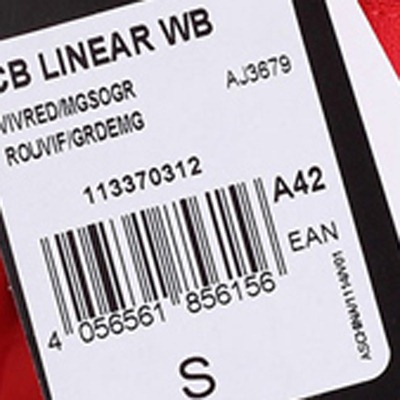 CB LINEAR WB
VIVRED/MGSOGR AJ3679
ROUVIF/GRDEMG
113370312
A42
EAN
4 056561 856156
S